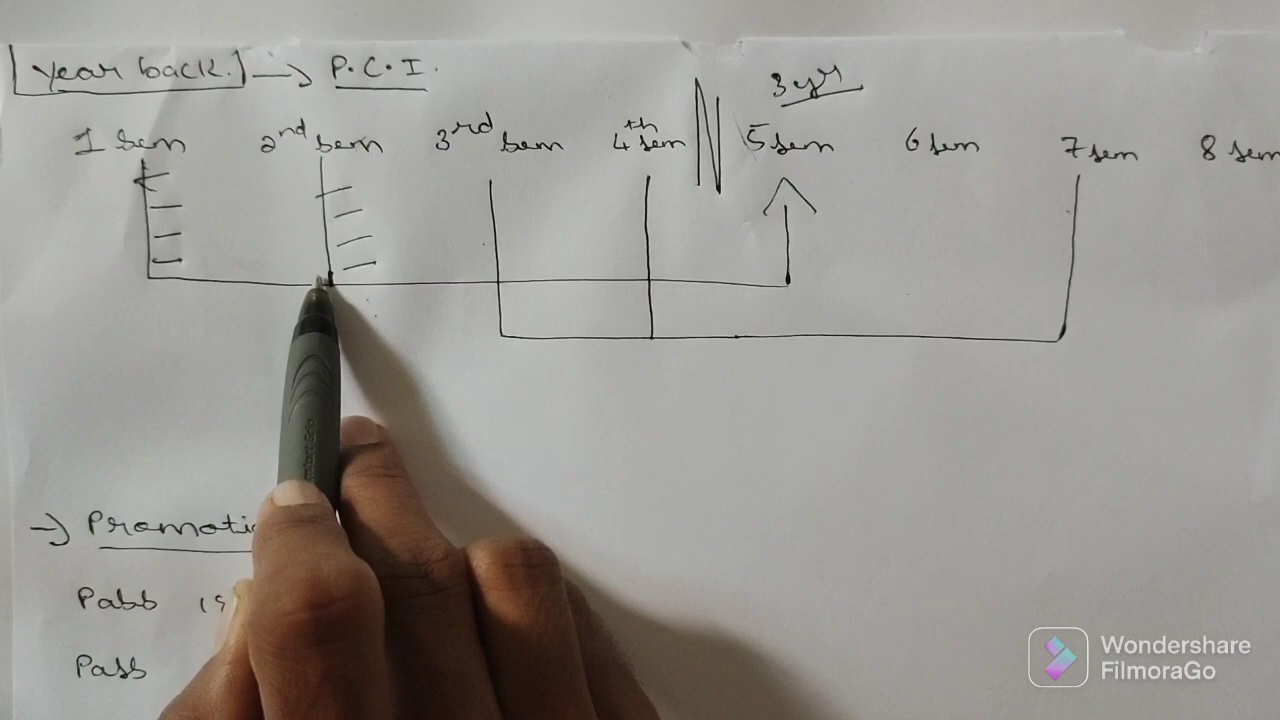 Year back. → P.C.I.
3 yr
1 sem 2nd sem 3rd sem 4th sem 5 sem 6 sem 7 sem 8 sem
→ Promoti
Pass
Pass
Wondershare
FilmoraGo